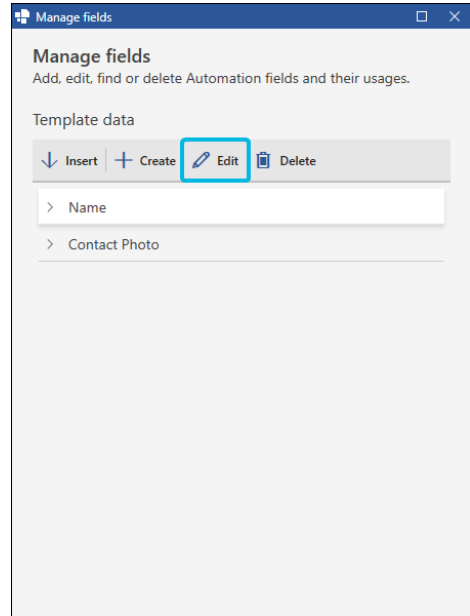 Manage fields
Manage fields
Add, edit, find or delete Automation fields and their usages.
Template data
Insert Create Edit Delete
Name
Contact Photo